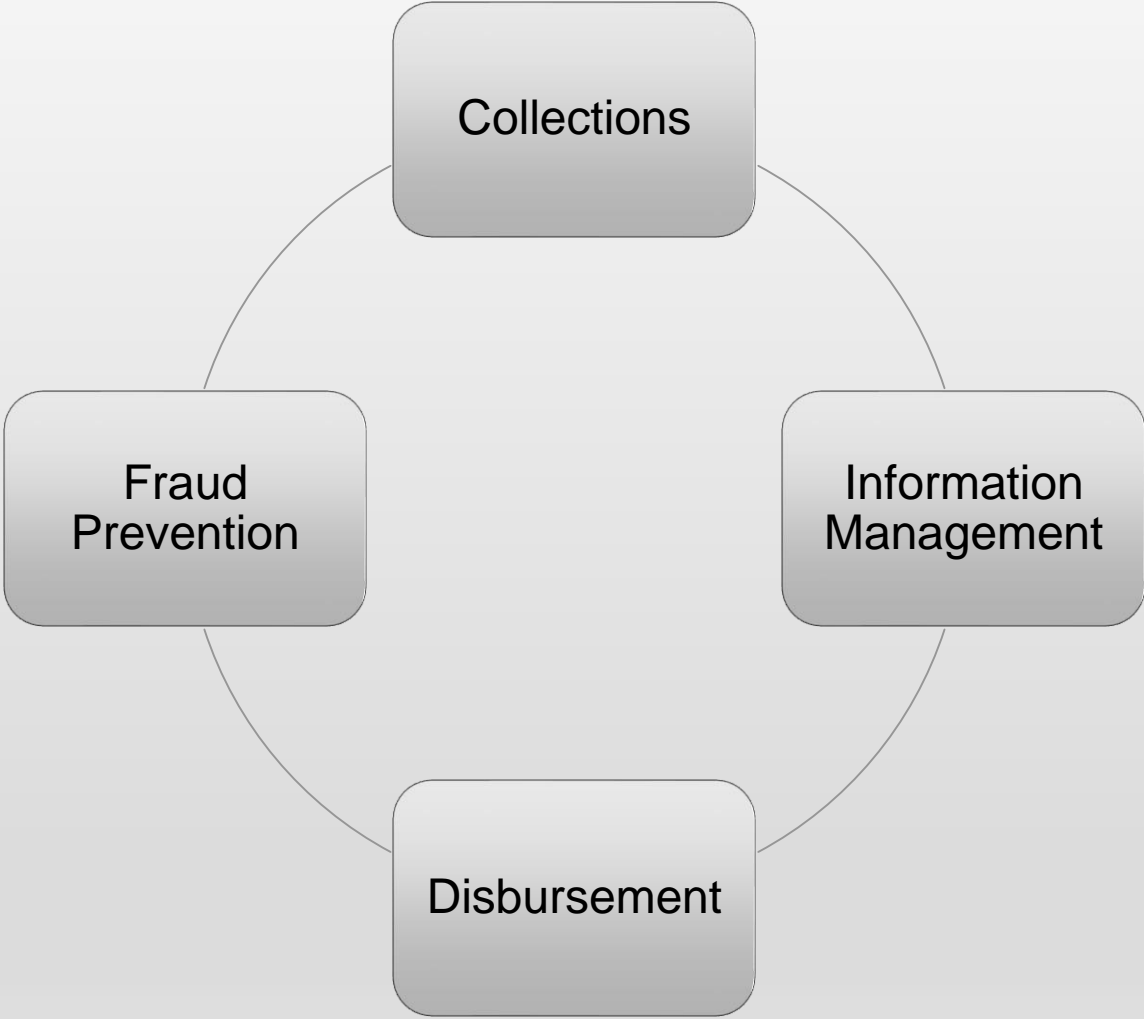 Collections
Fraud
Prevention
Information
Management
Disbursement